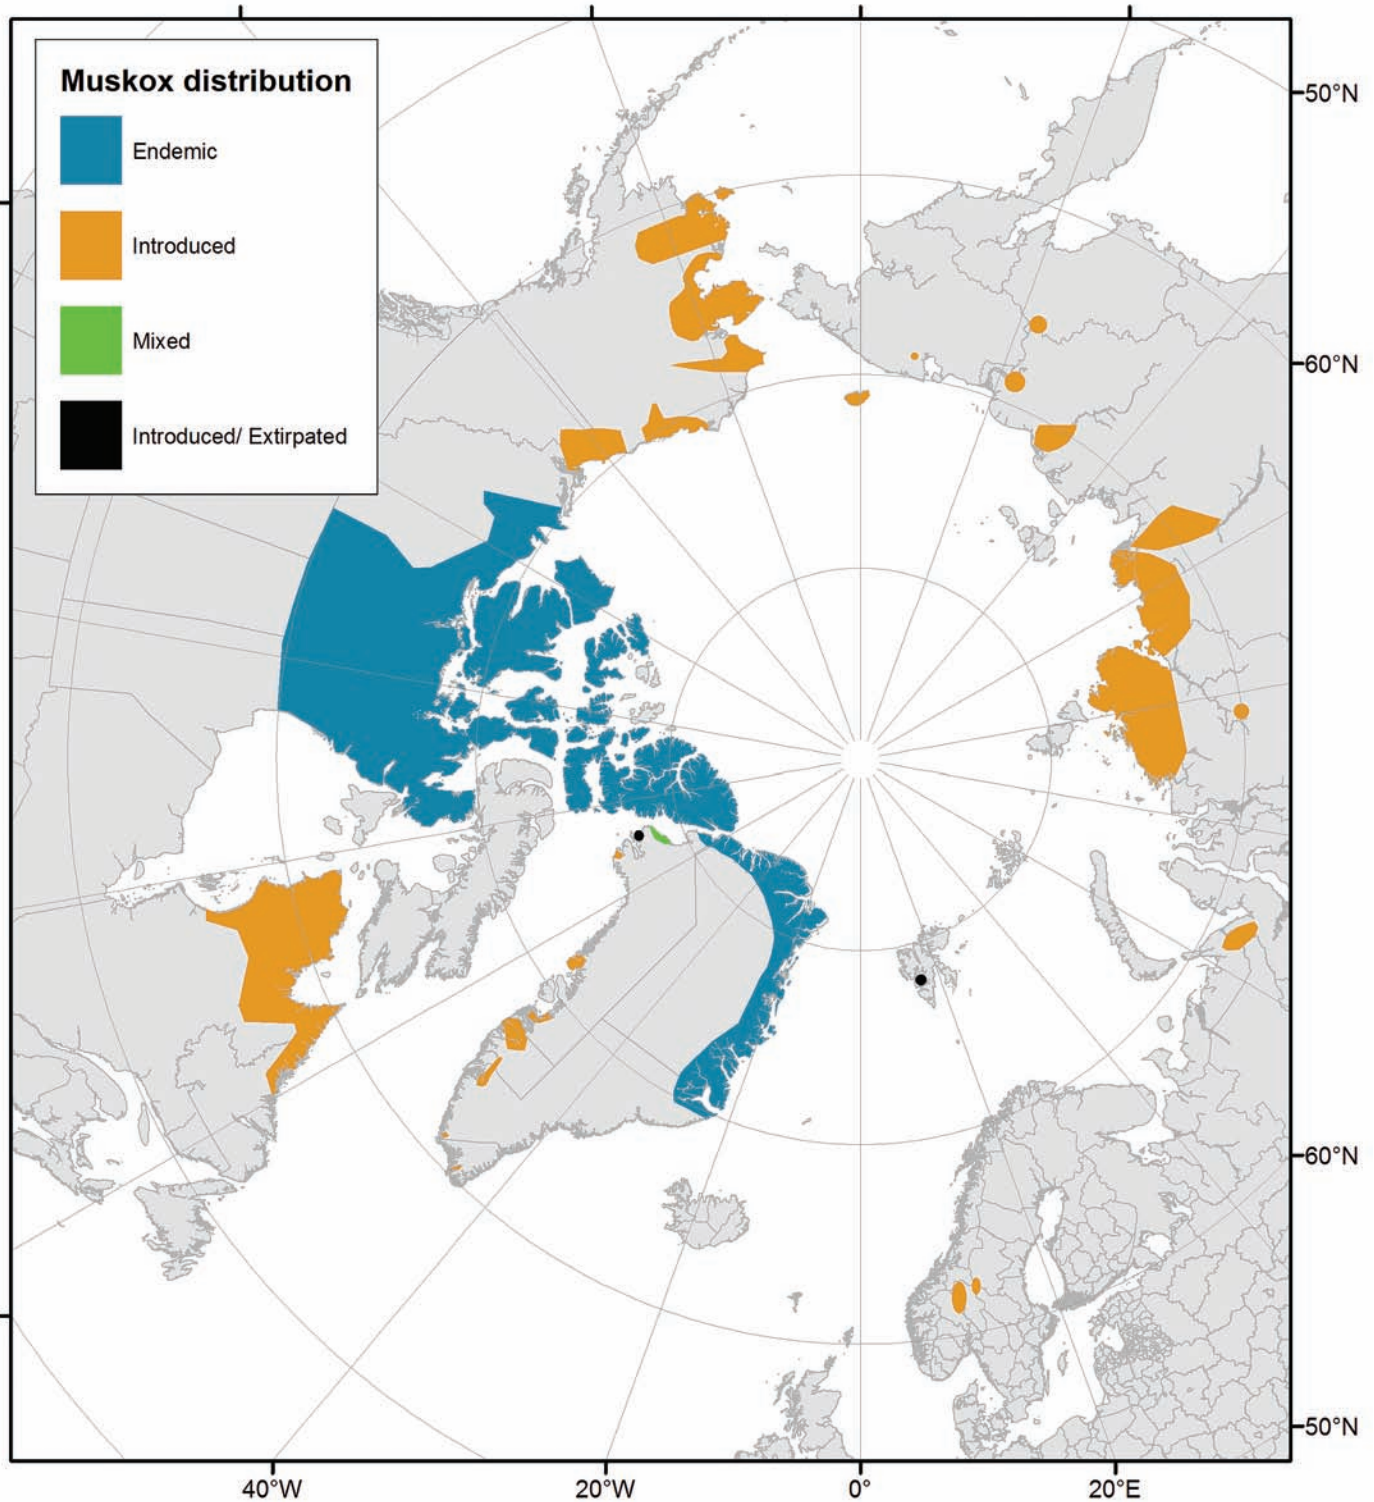 Muskox distribution
Endemic
Introduced
Mixed
Introduced/ Extirpated
50°N
60°N
60°N
50°N
40°W
20°W
0°
20°E